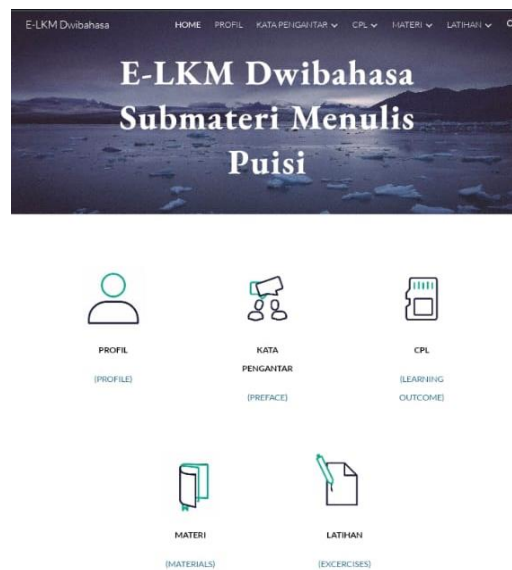 E-LKM Dwibahasa HOME PROFIL KATA PENGANTAR CPL MATERI LATIHAN
E-LKM Dwibahasa
Submateri Menulis
Puisi
PROFIL
(PROFILE)
KATA
PENGANTAR
(PREFACE)
CPL
(LEARNING
OUTCOME)
MATERI
(MATERIALS)
LATIHAN
(EXCERCISES)